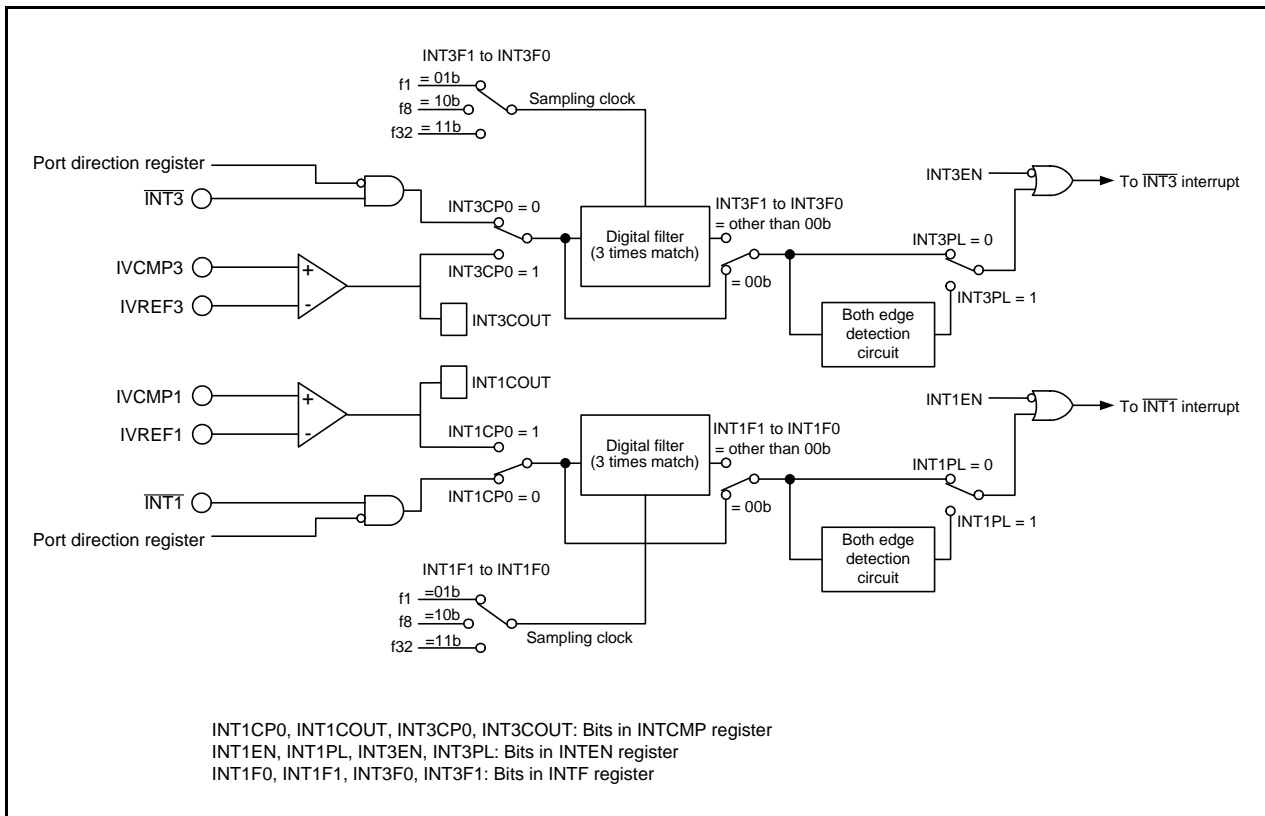 INT3F1 to INT3F0
f1 = 01b
f8 = 10b
f32 = 11b
Sampling clock
Port direction register
INT3
INT3CP0 = 0
Digital filter
(3 times match)
INT3F1 to INT3F0
= other than 00b
INT3EN
To INT3 interrupt
IVCMP3
+
IVREF3
-
INT3CP0 = 1
INT3COUT
= 00b
INT3PL = 0
INT3PL = 1
Both edge
detection
circuit
IVCMP1
+
IVREF1
-
INT1COUT
INT1CP0 = 1
INT1CP0 = 0
Digital filter
(3 times match)
INT1F1 to INT1F0
= other than 00b
INT1EN
To INT1 interrupt
INT1
Port direction register
= 00b
INT1PL = 0
INT1PL = 1
Both edge
detection
circuit
INT1F1 to INT1F0
f1 =01b
f8 =10b
f32 =11b
Sampling clock
INT1CP0, INT1COUT, INT3CP0, INT3COUT: Bits in INTCMP register
INT1EN, INT1PL, INT3EN, INT3PL: Bits in INTEN register
INT1F0, INT1F1, INT3F0, INT3F1: Bits in INTF register